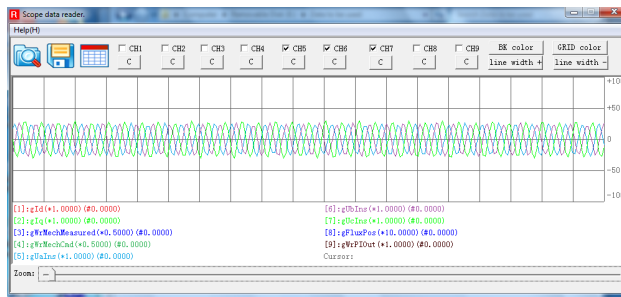 R Scope data reader.
Help(H)
CH1 CH2 CH3 CH4 CH5 CH6 CH7 CH8 CH9 BK color GRID color
C C C C C C C C C line width + line width -
+10
+50
0
-50
-10
[1]:gId(*1.0000)(#0.0000) [6]:gUbIns(*1.0000)(#0.0000)
[2]:gIq(*1.0000)(#0.0000) [7]:gUcIns(*1.0000)(#0.0000)
[3]:gWrMechMeasured(*0.5000)(#0.0000) [8]:gFluxPos(*10.0000)(#0.0000)
[4]:gWrMechCmd(*0.5000)(#0.0000) [9]:gWrPIOut(*1.0000)(#0.0000)
[5]:gUaIns(*1.0000)(#0.0000) Cursor:
Zoom: